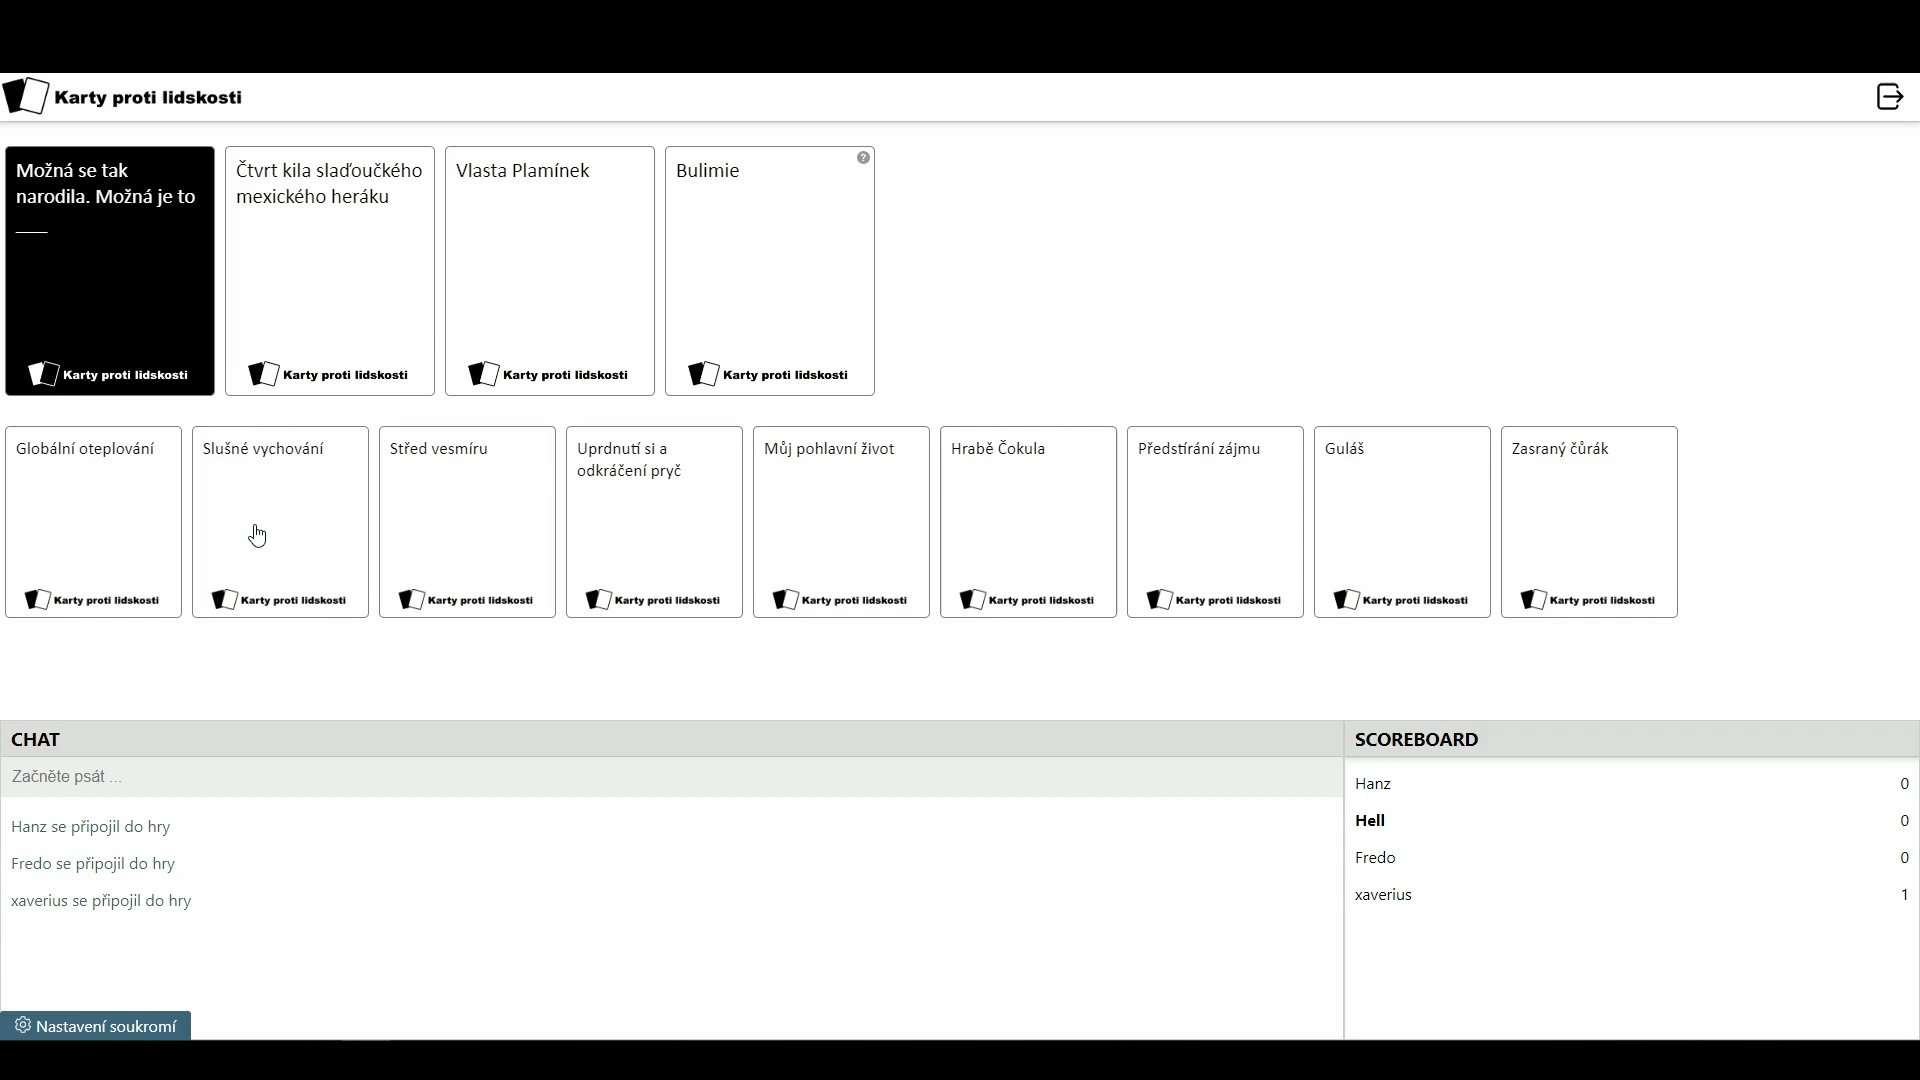 Karty proti lidskosti
Možná se tak
narodila. Možná je to
___
Karty proti lidskosti
Čtvrt kila slaďoučkého
mexického heráku
Karty proti lidskosti
Vlasta Plamínek
Karty proti lidskosti
Bulimie
?
Karty proti lidskosti
Globální oteplování
Karty proti lidskosti
Slušné vychování
Karty proti lidskosti
Střed vesmíru
Karty proti lidskosti
Uprdnutí si a
odkráčení pryč
Karty proti lidskosti
Můj pohlavní život
Karty proti lidskosti
Hrabě Čokula
Karty proti lidskosti
Předstírání zájmu
Karty proti lidskosti
Guláš
Karty proti lidskosti
Zasraný čůrák
Karty proti lidskosti
CHAT
Začněte psát ...
Hanz se připojil do hry
Fredo se připojil do hry
xaverius se připojil do hry
Nastavení soukromí
SCOREBOARD
Hanz 0
Hell 0
Fredo 0
xaverius 1